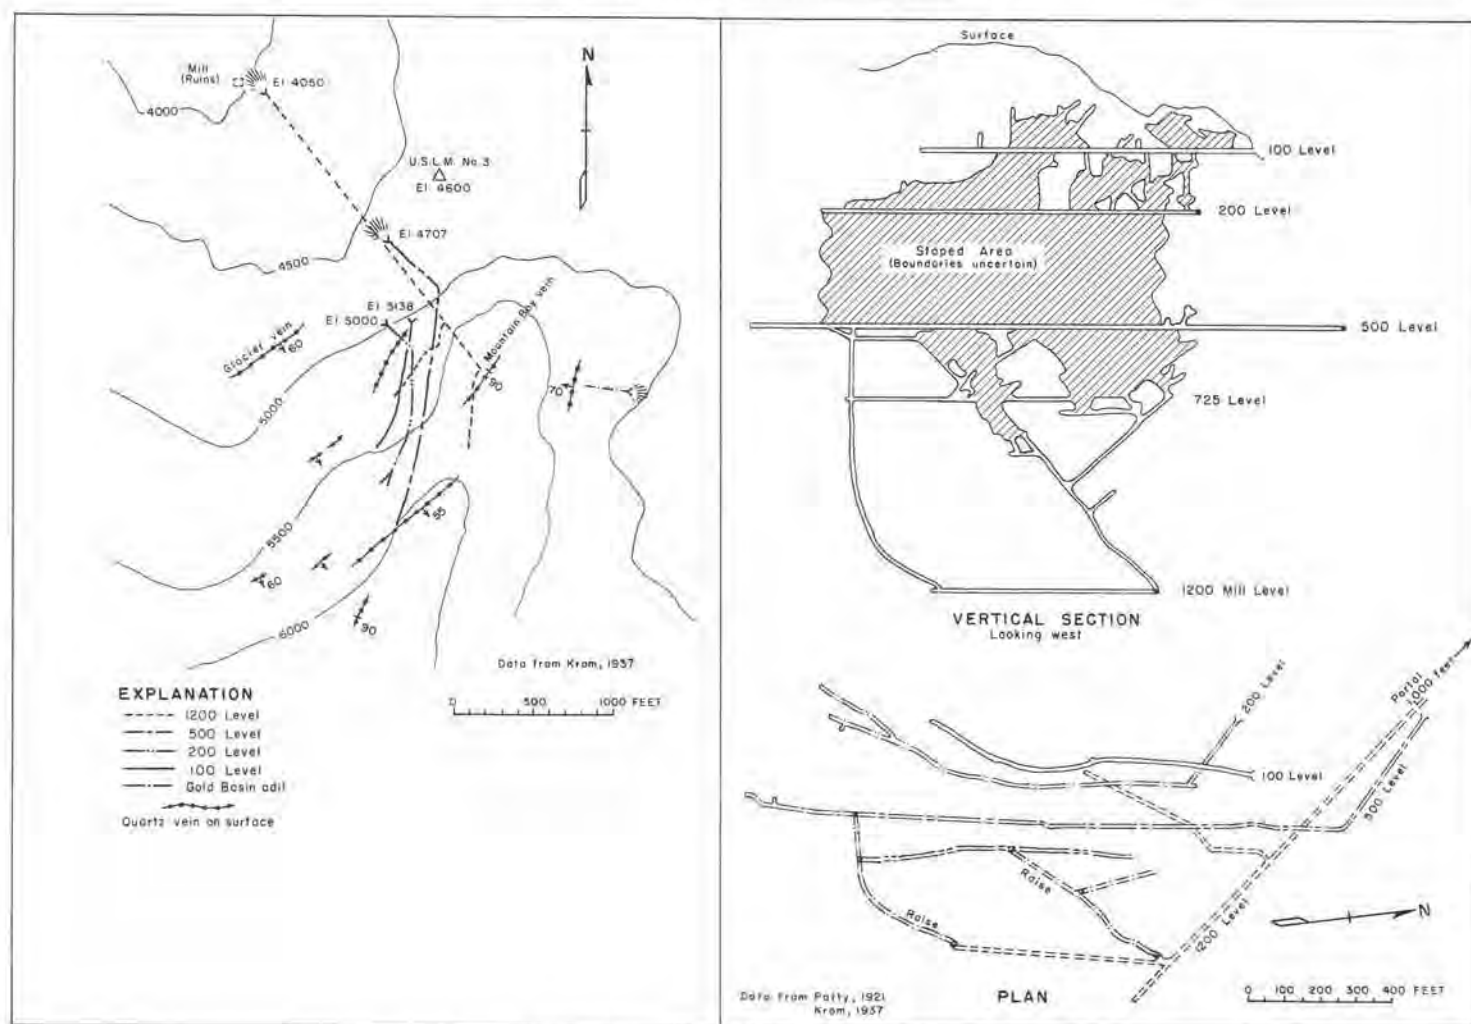 Mill
(Ruins)
El 4050
4000
N
U.S.L.M. No. 3
El 4600
El 4707
4500
El 5138
El 5000
Glacier vein
60
Mountain Boy vein
90
70
5000
55
5500
60
6000
90
Data from Krom, 1937
EXPLANATION
1200 Level
500 Level
200 Level
100 Level
Gold Basin adit
Quartz vein on surface
0 500 1000 FEET
Surface
100 Level
200 Level
Stoped Area
(Boundaries uncertain)
500 Level
725 Level
1200 Mill Level
VERTICAL SECTION
Looking west
200 Level
Portal
1,000 feet
100 Level
500 Level
Raise
Raise
1200 Level
N
Data from Patty, 1921
Krom, 1937
PLAN
0 100 200 300 400 FEET